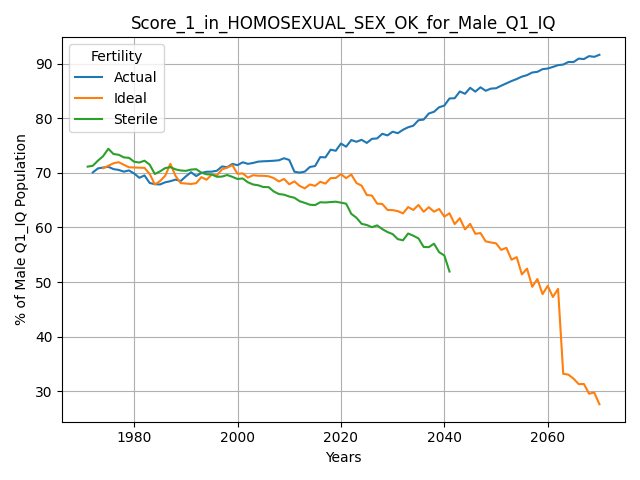 Score_1_in_HOMOSEXUAL_SEX_OK_for_Male_Q1_IQ
% of Male Q1_IQ Population
90
80
70
60
50
40
30
Fertility
Actual
Ideal
Sterile
1980
2000
2020
2040
2060
Years